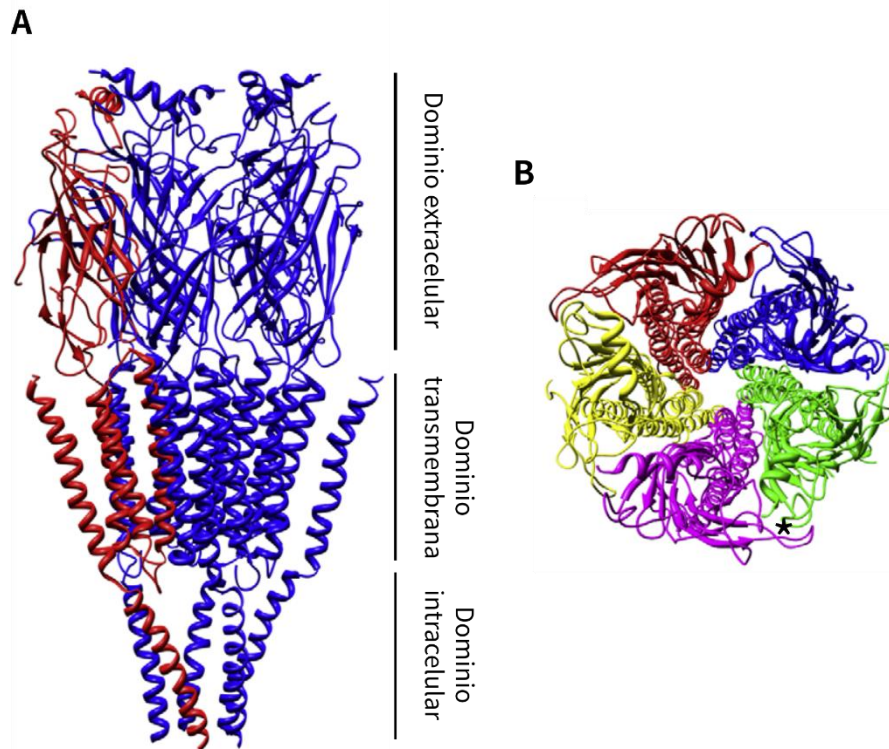 A
Dominio extracelular
Dominio
transmembrana
Dominio
intracelular
B
*